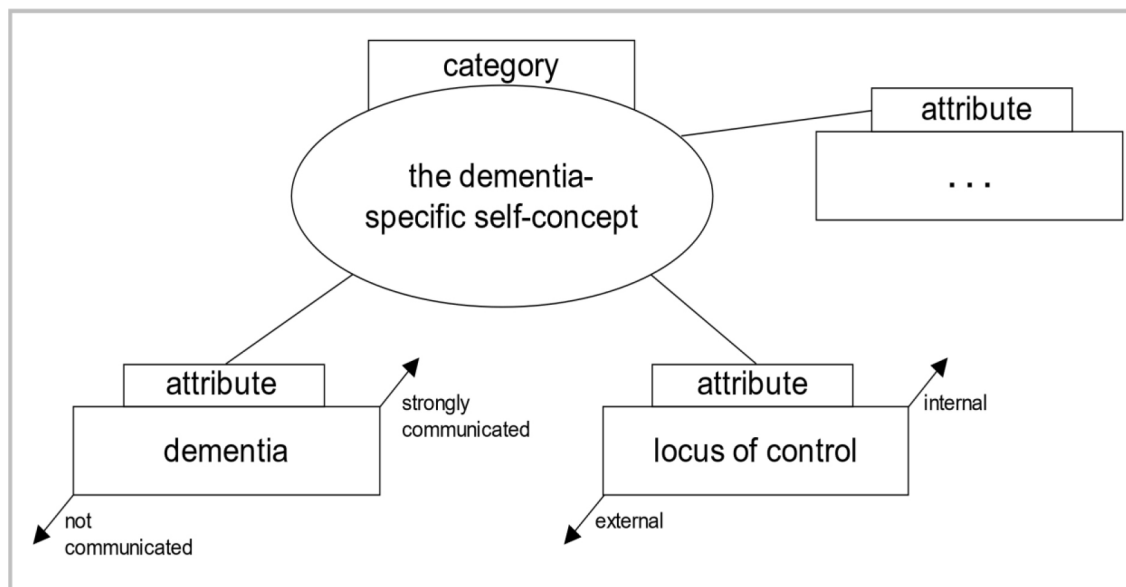 category
the dementia-
specific self-concept
attribute
...
attribute
dementia
strongly
communicated
not
communicated
attribute
locus of control
internal
external